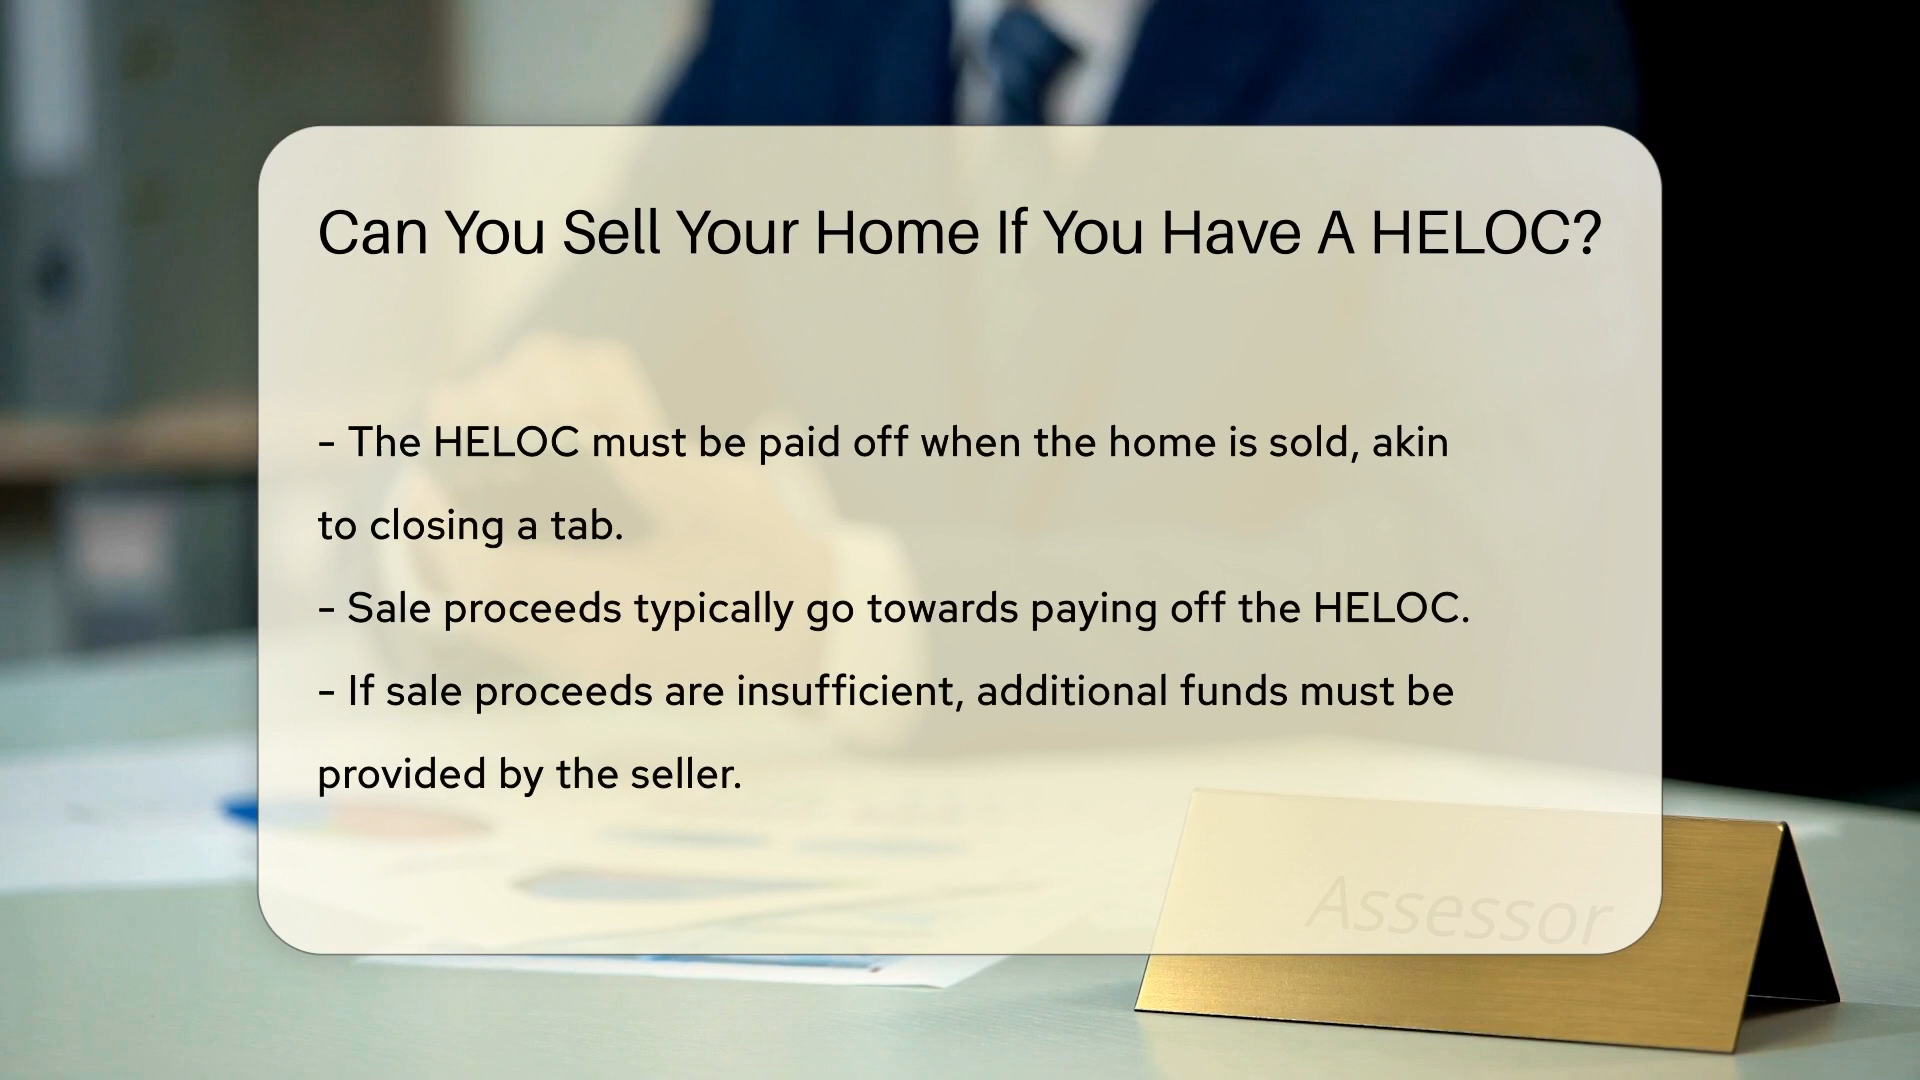 Can You Sell Your Home If You Have A HELOC?
- The HELOC must be paid off when the home is sold, akin
to closing a tab.
- Sale proceeds typically go towards paying off the HELOC.
- If sale proceeds are insufficient, additional funds must be
provided by the seller.
Assessor